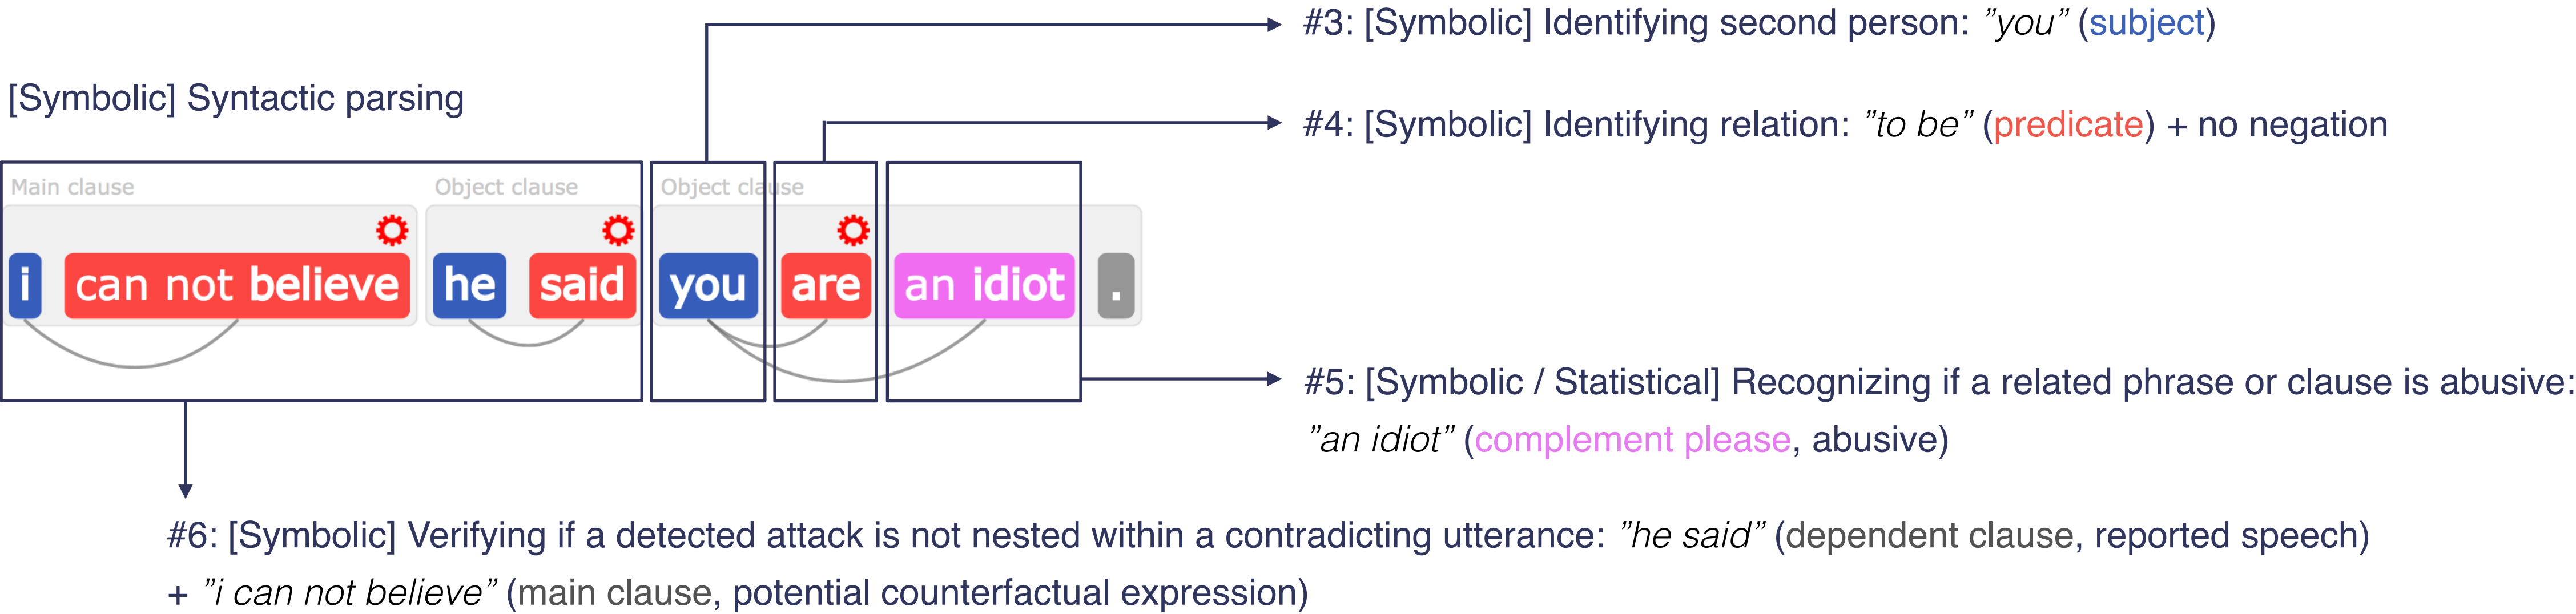 #3: [Symbolic] Identifying second person: ”you” (subject)
[Symbolic] Syntactic parsing
#4: [Symbolic] Identifying relation: ”to be” (predicate) + no negation
Main clause Object clause Object clause
i can not believe he said you are an idiot .
#5: [Symbolic / Statistical] Recognizing if a related phrase or clause is abusive:
”an idiot” (complement please, abusive)
#6: [Symbolic] Verifying if a detected attack is not nested within a contradicting utterance: ”he said” (dependent clause, reported speech)
+ ”i can not believe” (main clause, potential counterfactual expression)